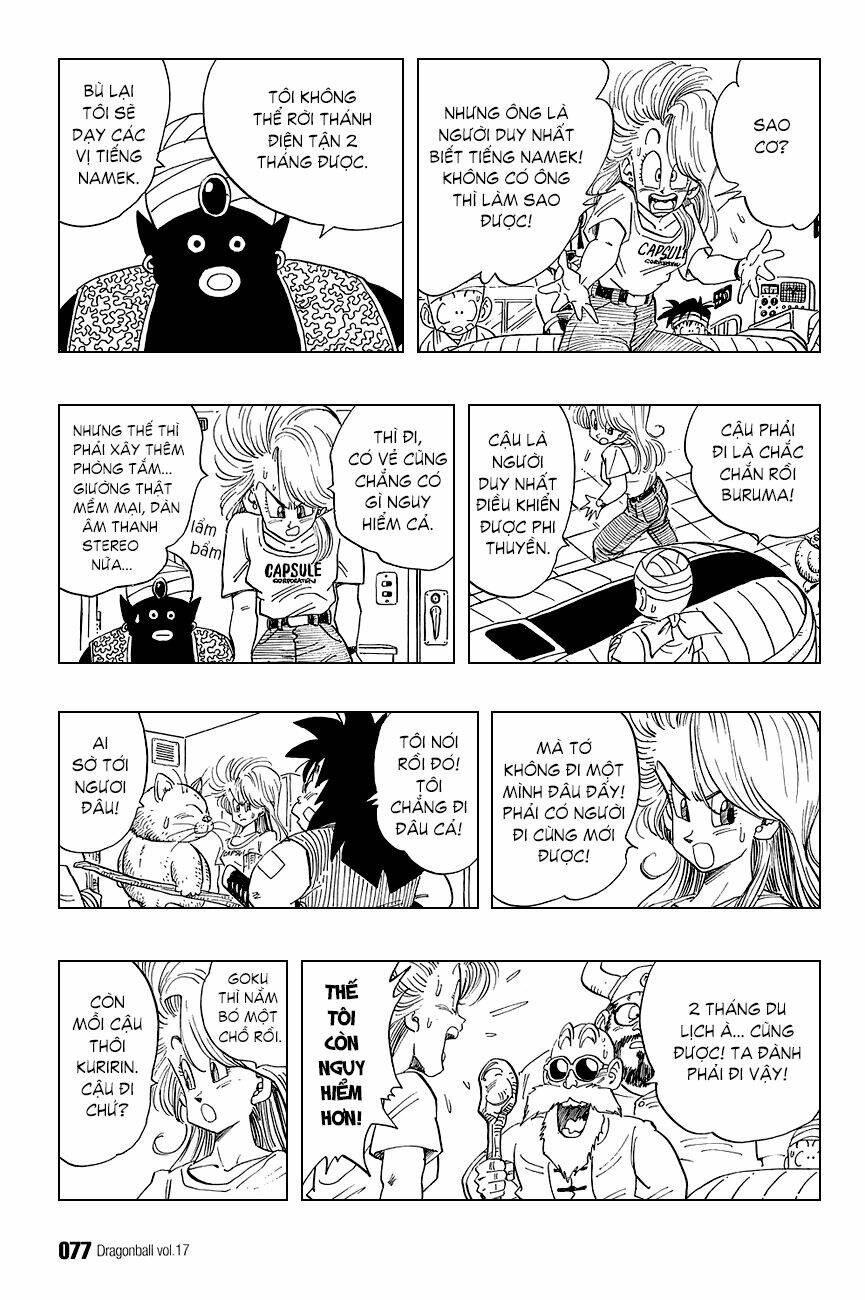 SAO
CƠ?
NHƯNG ÔNG LÀ
NGƯỜI DUY NHẤT
BIẾT TIẾNG NAMEK!
KHÔNG CÓ ÔNG
THÌ LÀM SAO
ĐƯỢC!
CAPSULE
CORPORATION
TÔI KHÔNG
THỂ RỜI THÁNH
ĐIỆN TẬN 2
THÁNG ĐƯỢC.
BÙ LẠI
TÔI SẼ
DẠY CÁC
VỊ TIẾNG
NAMEK.
CẬU PHẢI
ĐI LÀ CHẮC
CHẮN RỒI
BURUMA!
CẬU LÀ
NGƯỜI
DUY NHẤT
ĐIỀU KHIỂN
ĐƯỢC PHI
THUYỀN.
THÌ ĐI,
CÓ VẺ CŨNG
CHẲNG CÓ
GÌ NGUY
HIỂM CẢ.
NHƯNG THẾ THÌ
PHẢI XÂY THÊM
PHÒNG TẮM...
GIƯỜNG THẬT
MỀM MẠI, DÀN
ÂM THANH
STEREO
NỮA...
lẩm
bẩm
CAPSULE
CORPORATION
MÀ TỚ
KHÔNG ĐI MỘT
MÌNH ĐÂU ĐẤY!
PHẢI CÓ NGƯỜI
ĐI CÙNG MỚI
ĐƯỢC!
TÔI NÓI
RỒI ĐÓ!
TÔI
CHẲNG ĐI
ĐÂU CẢ!
AI
SỜ TỚI
NGƯƠI
ĐÂU!
CAPSULE
2 THÁNG DU
LỊCH À... CŨNG
ĐƯỢC! TA ĐÀNH
PHẢI ĐI VẬY!
THẾ
TÔI
CÒN
NGUY
HIỂM
HƠN!
GOKU
THÌ NẰM
BÓ MỘT
CHỖ RỒI.
CÒN
MỖI CẬU
THÔI
KURIRIN.
CẬU ĐI
CHỨ?
077 Dragonball vol.17